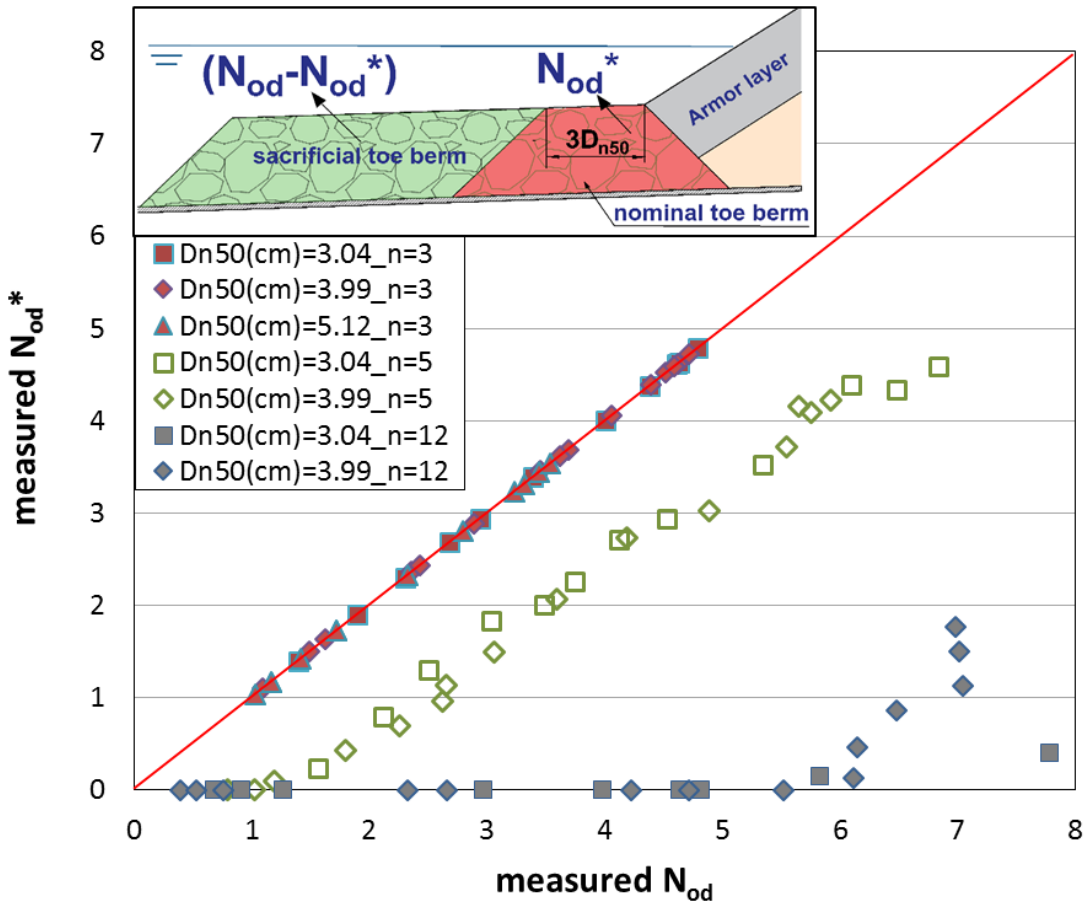 8
7
6
5
4
3
2
1
0
measured Nod*
(Nod-Nod*)
Nod*
Armor layer
sacrificial toe berm
3Dn50
nominal toe berm
Dn50(cm)=3.04_n=3
Dn50(cm)=3.99_n=3
Dn50(cm)=5.12_n=3
Dn50(cm)=3.04_n=5
Dn50(cm)=3.99_n=5
Dn50(cm)=3.04_n=12
Dn50(cm)=3.99_n=12
0 1 2 3 4 5 6 7 8
measured Nod